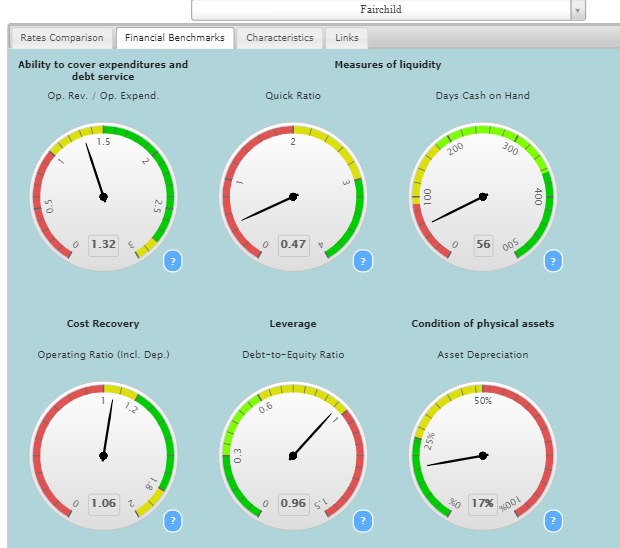 Fairchild
Rates Comparison
Financial Benchmarks
Characteristics
Links
Ability to cover expenditures and
debt service
Measures of liquidity
Op. Rev. / Op. Expend.
Quick Ratio
Days Cash on Hand
0
0.5
1
1.5
2
2.5
3
1.32
?
0
1
2
3
4
0.47
?
0
100
200
300
400
500
56
?
Cost Recovery
Leverage
Condition of physical assets
Operating Ratio (Incl. Dep.)
Debt-to-Equity Ratio
Asset Depreciation
0
1
1.2
1.8
2
1.06
?
0
0.3
0.6
1
1.5
0.96
?
0%
25%
50%
100%
17%
?